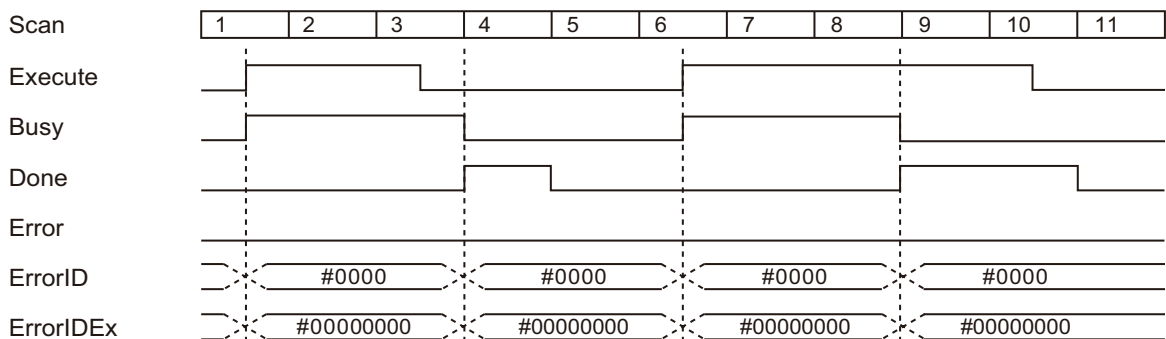 Scan 1 2 3 4 5 6 7 8 9 10 11
Execute
Busy
Done
Error
ErrorID #0000 #0000 #0000 #0000
ErrorIDEx #00000000 #00000000 #00000000 #00000000